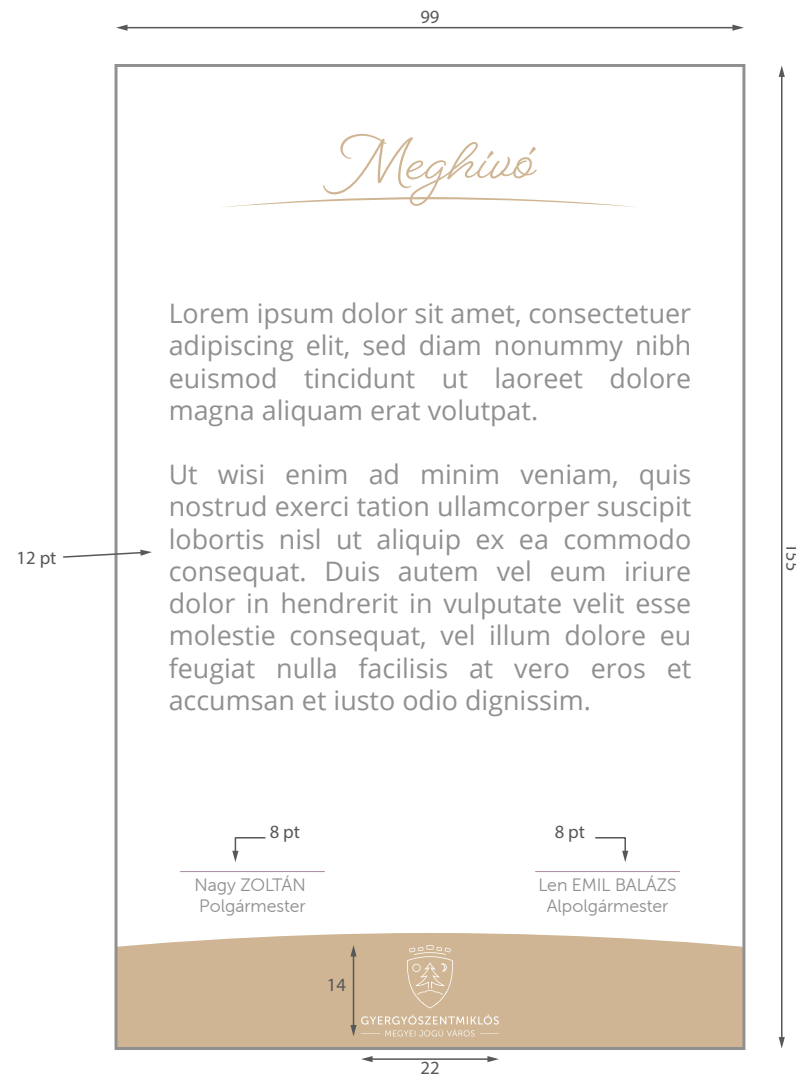 99
Meghívó
Lorem ipsum dolor sit amet, consectetuer
adipiscing elit, sed diam nonummy nibh
euismod tincidunt ut laoreet dolore
magna aliquam erat volutpat.
Ut wisi enim ad minim veniam, quis
nostrud exerci tation ullamcorper suscipit
lobortis nisl ut aliquip ex ea commodo
consequat. Duis autem vel eum iriure
dolor in hendrerit in vulputate velit esse
molestie consequat, vel illum dolore eu
feugiat nulla facilisis at vero eros et
accumsan et iusto odio dignissim.
12 pt
155
8 pt
8 pt
Nagy ZOLTÁN
Polgármester
Len EMIL BALÁZS
Alpolgármester
14
GYERGYÓSZENTMIKLÓS
MEGYEI JOGÚ VÁROS
22